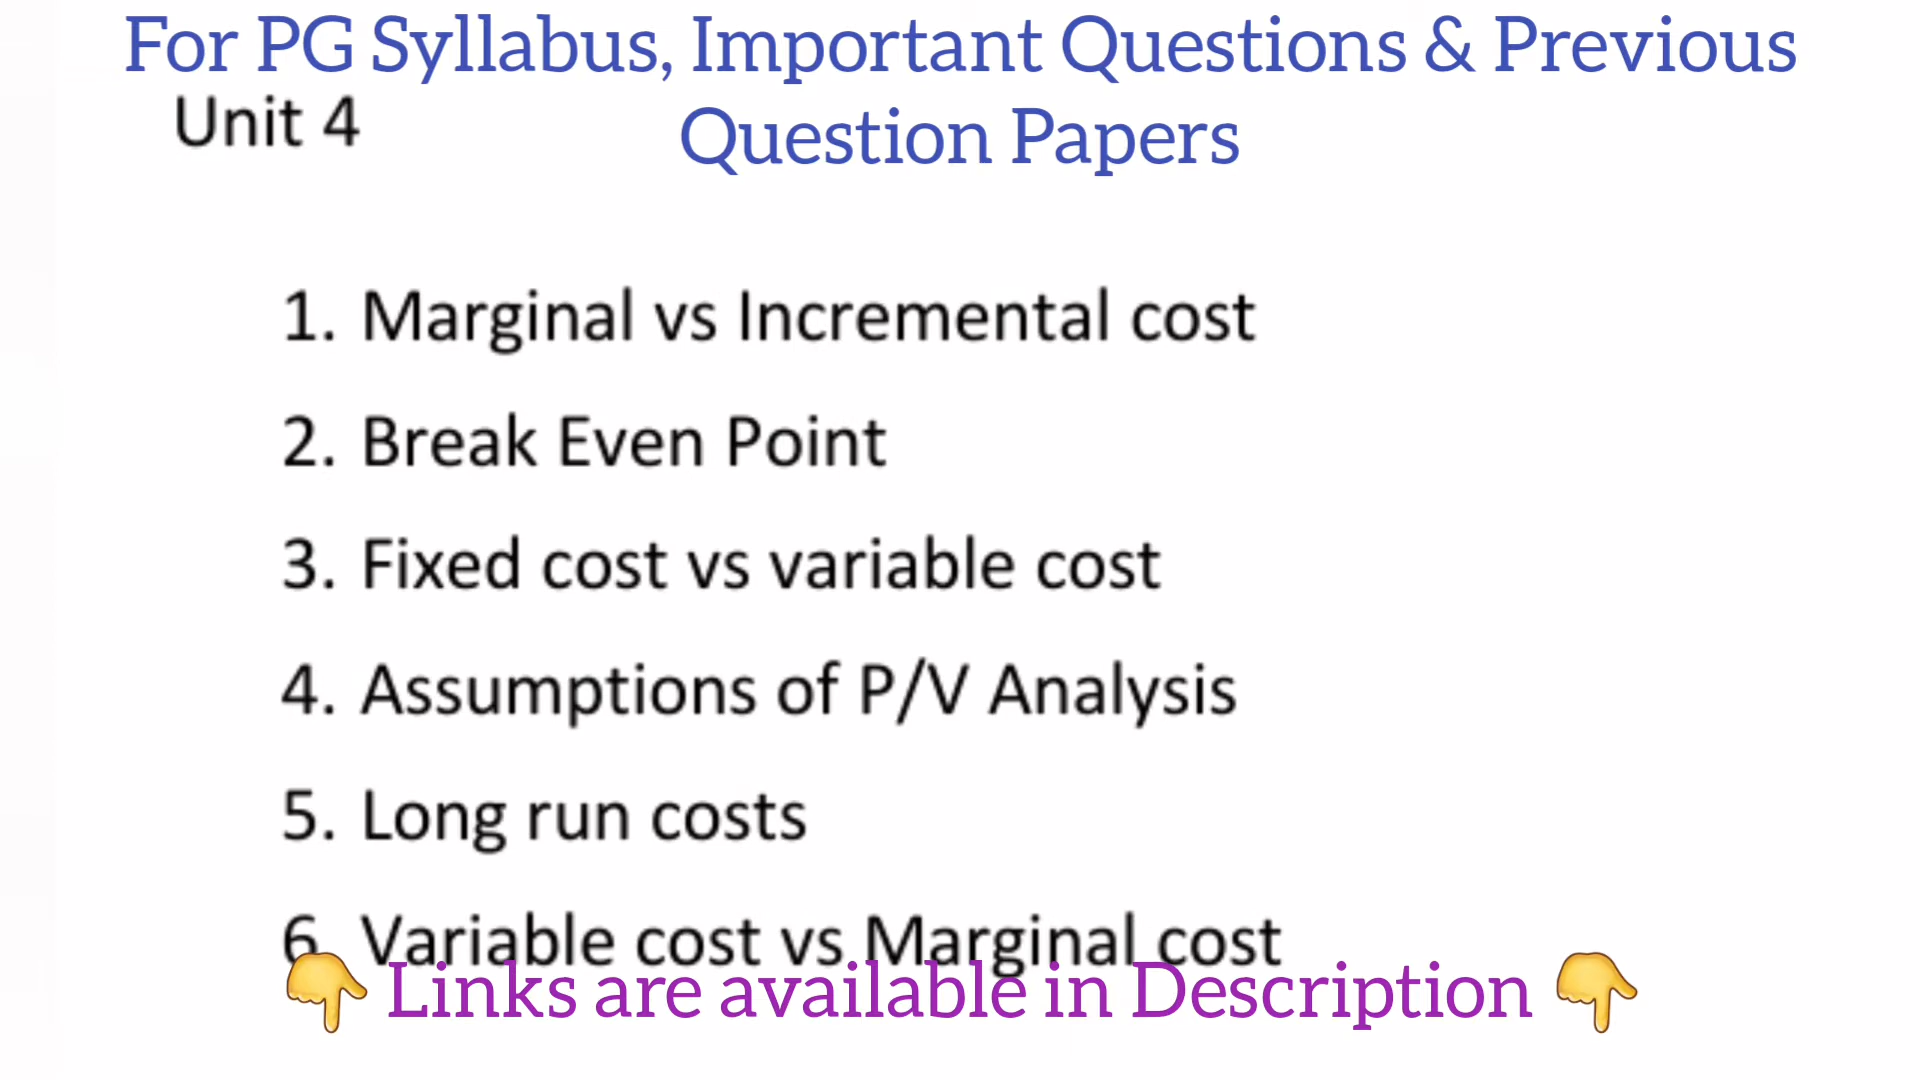 For PG Syllabus, Important Questions & Previous
Question Papers
Unit 4
1. Marginal vs Incremental cost
2. Break Even Point
3. Fixed cost vs variable cost
4. Assumptions of P/V Analysis
5. Long run costs
6. Variable cost vs Marginal cost
👇 Links are available in Description 👇